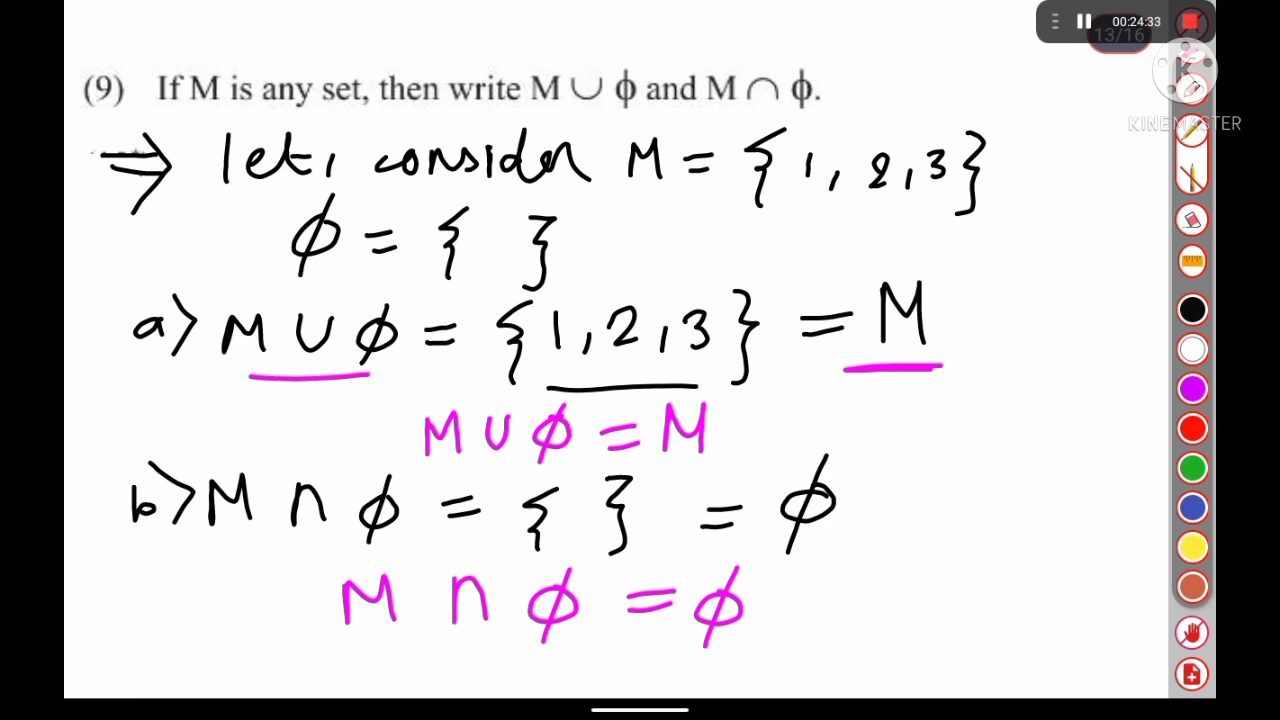 00:24:33
13/16
KINEMASTER
(9) If M is any set, then write M ∪ ϕ and M ∩ ϕ.
⇒ let, consider M = { 1, 2, 3 }
ϕ = { }
a> M ∪ ϕ = { 1, 2, 3 } = M
M ∪ ϕ = M
b> M ∩ ϕ = { } = ϕ
M ∩ ϕ = ϕ